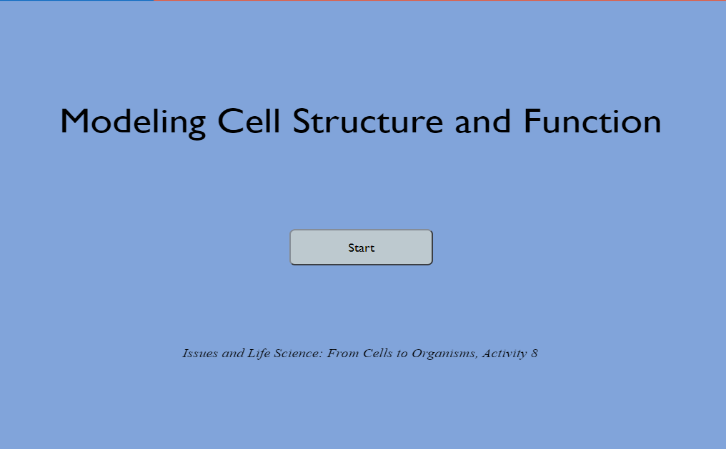 Modeling Cell Structure and Function
Start
Issues and Life Science: From Cells to Organisms, Activity 8